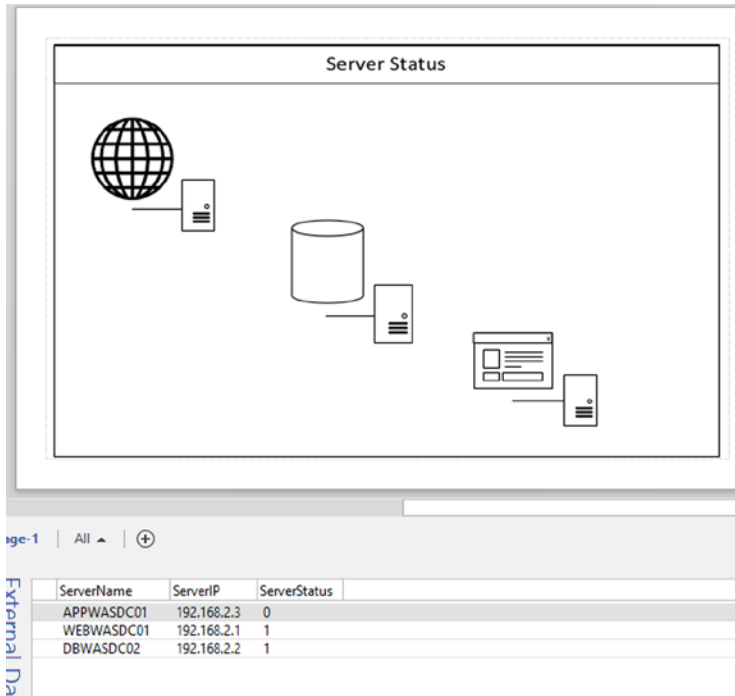 Server Status
age-1 All
External Da
ServerName ServerIP ServerStatus
APPWASDC01 192.168.2.3 0
WEBWASDC01 192.168.2.1 1
DBWASDC02 192.168.2.2 1